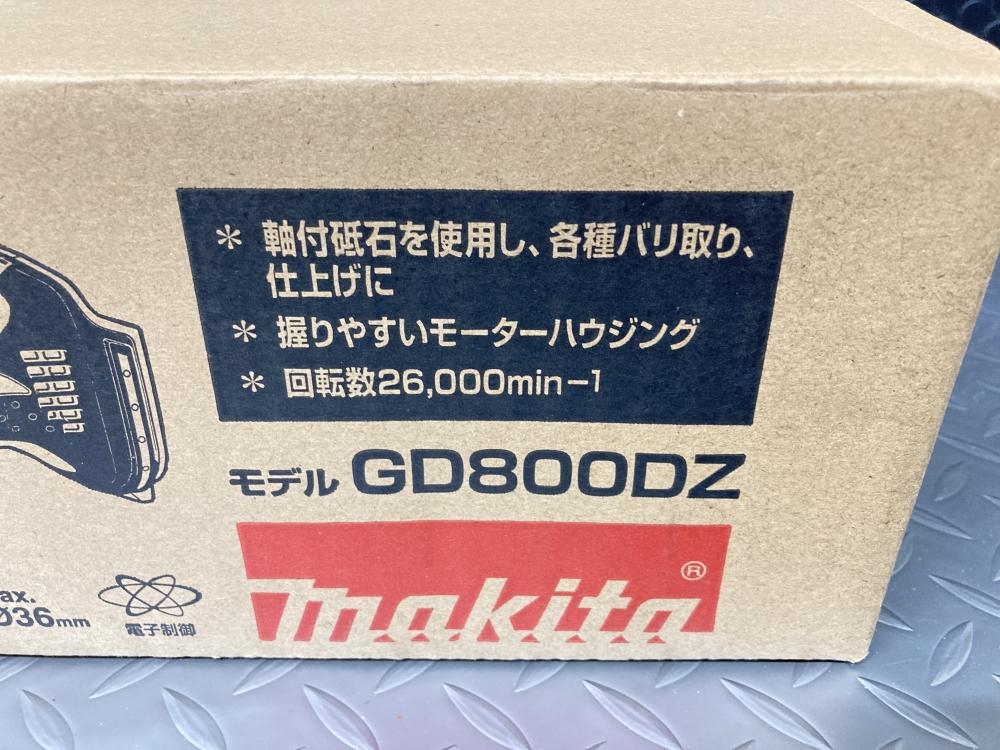 * 軸付砥石を使用し、各種バリ取り、
仕上げに
* 握りやすいモーターハウジング
* 回転数26,000min-1
モデル GD800DZ
makita®
ax.
Ø36mm
電子制御